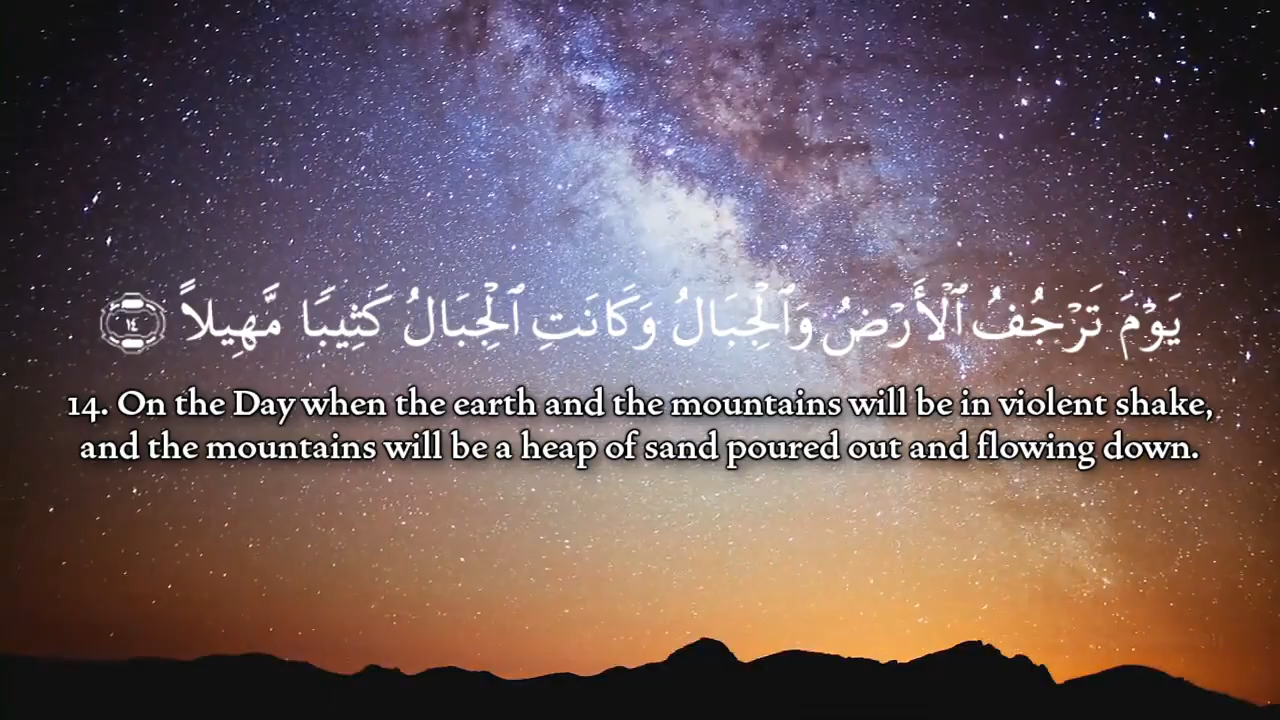 يَوْمَ تَرْجُفُ ٱلْأَرْضُ وَٱلْجِبَالُ وَكَانَتِ ٱلْجِبَالُ كَثِيبًا مَّهِيلاً ١٤
14. On the Day when the earth and the mountains will be in violent shake,
and the mountains will be a heap of sand poured out and flowing down.